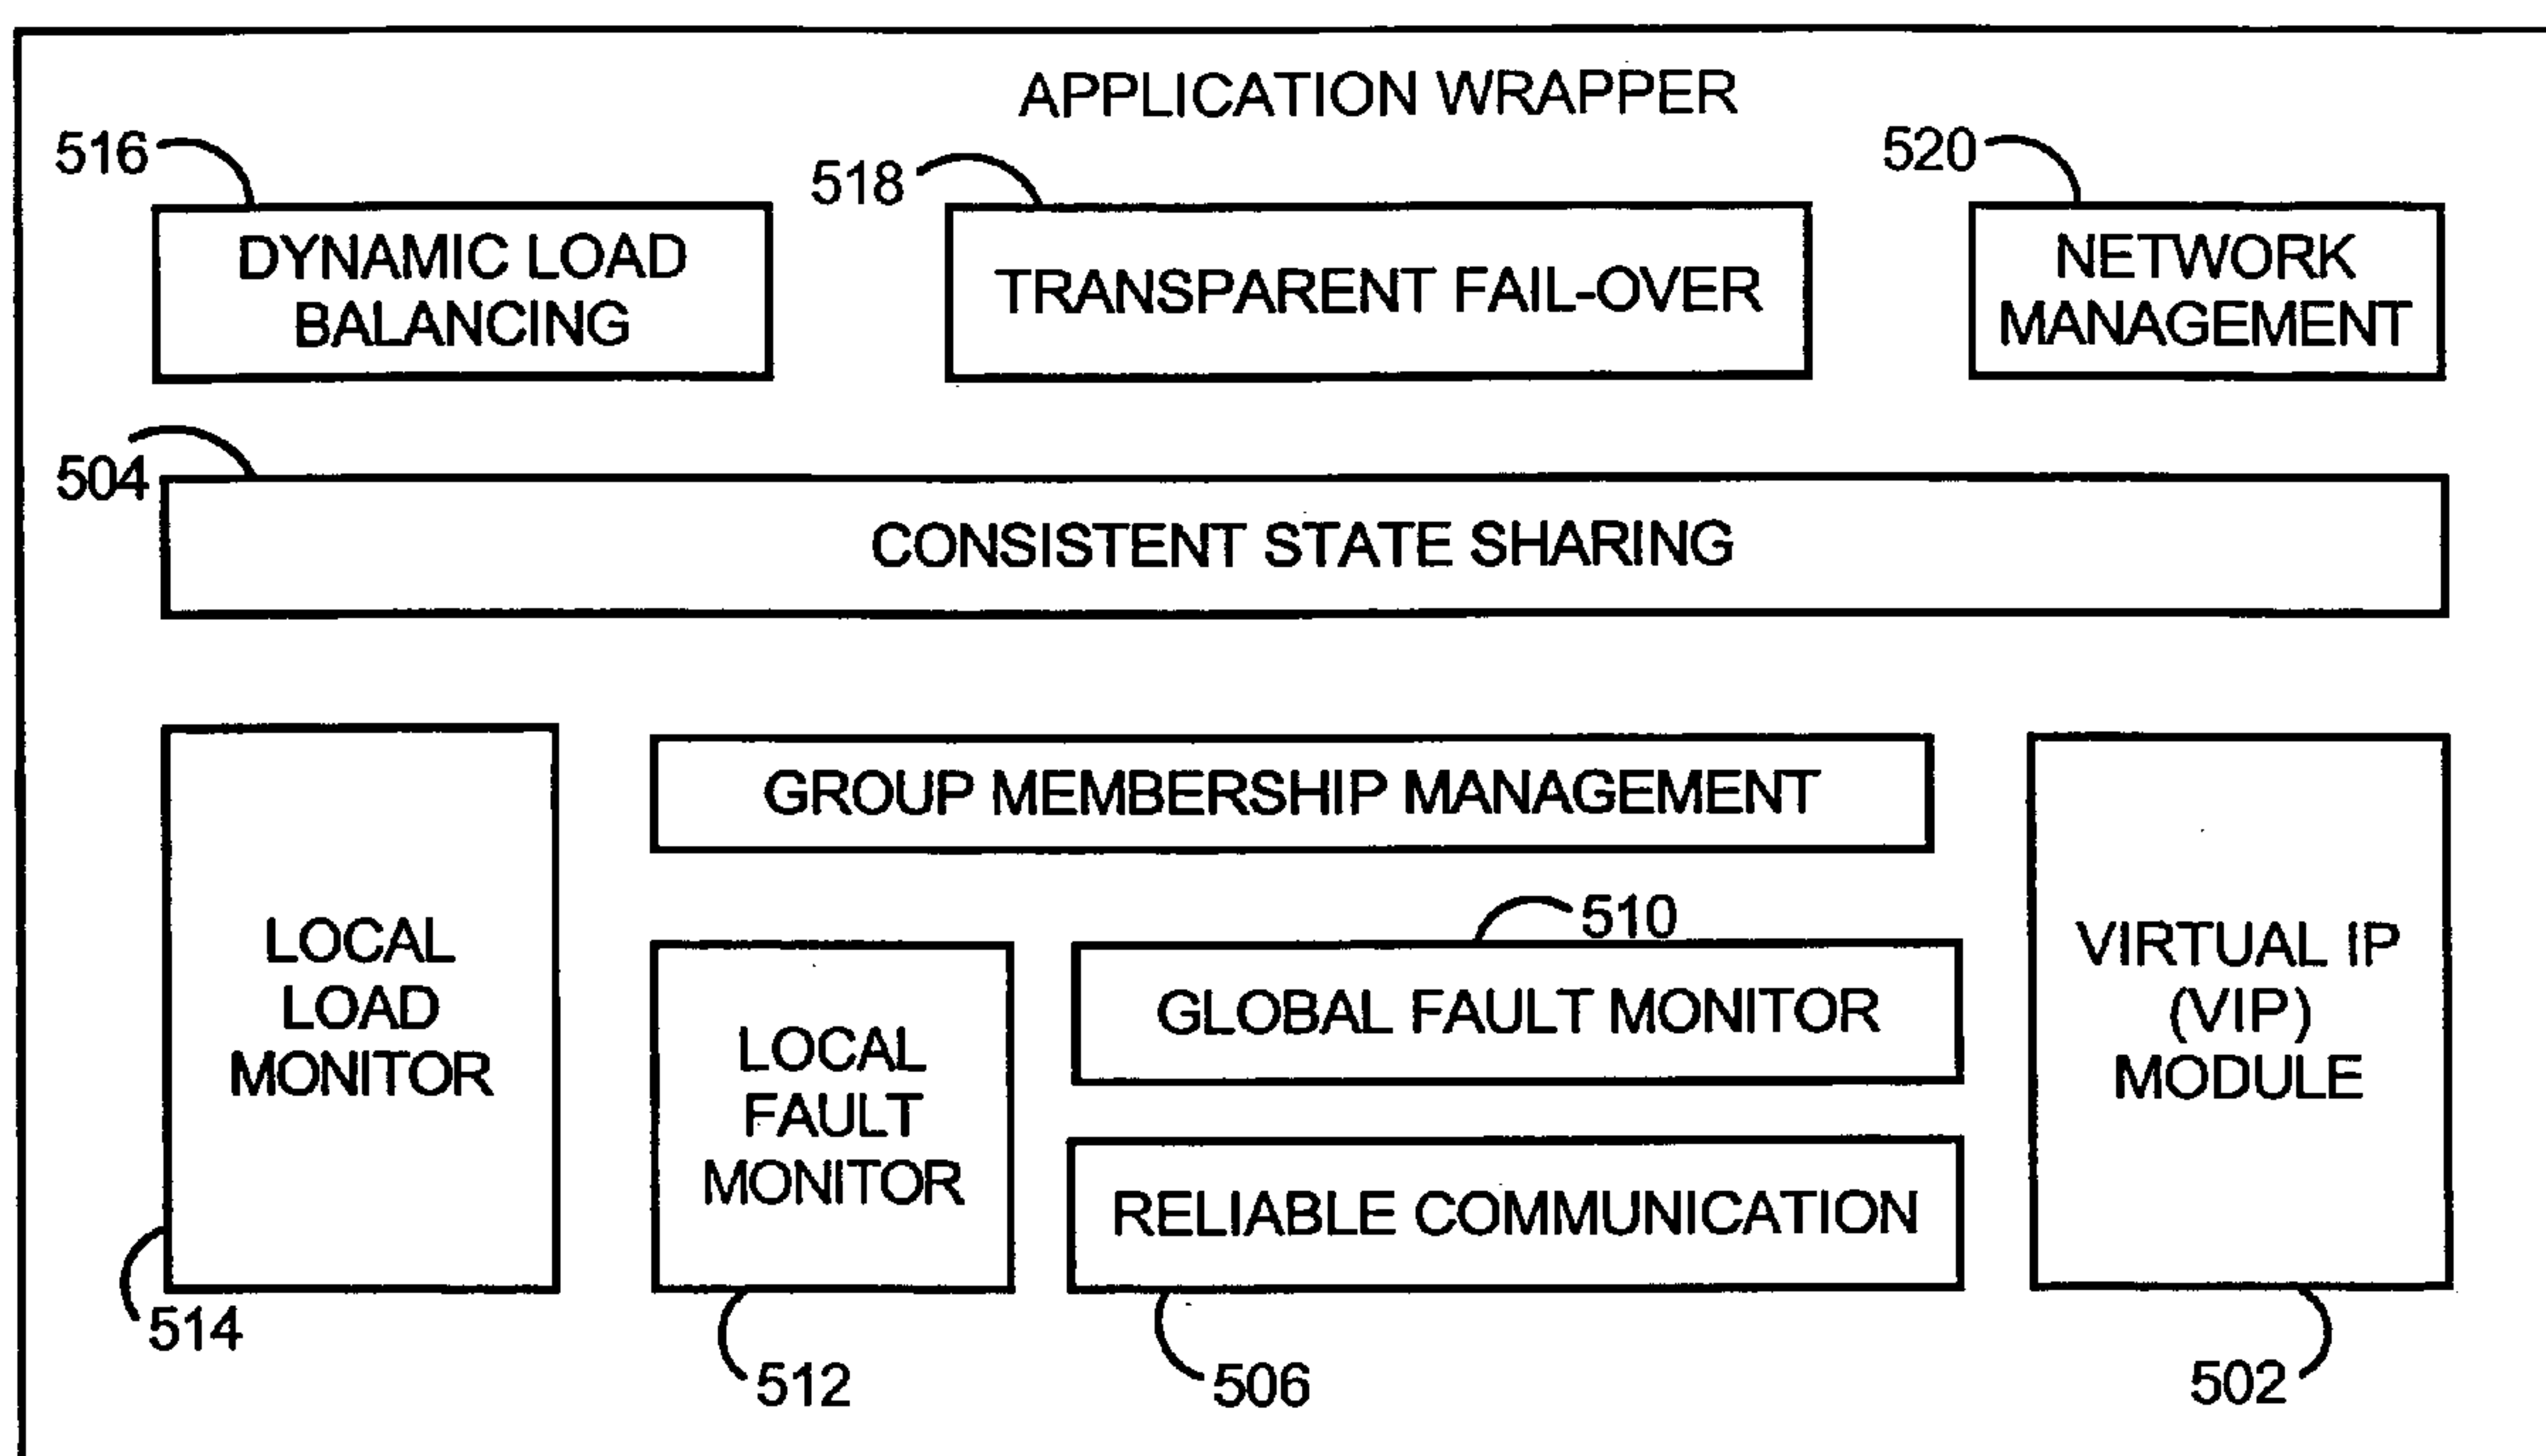 APPLICATION WRAPPER
516
518
520
DYNAMIC LOAD
BALANCING
TRANSPARENT FAIL-OVER
NETWORK
MANAGEMENT
504
CONSISTENT STATE SHARING
GROUP MEMBERSHIP MANAGEMENT
LOCAL
LOAD
MONITOR
510
LOCAL
FAULT
MONITOR
GLOBAL FAULT MONITOR
VIRTUAL IP
(VIP)
MODULE
RELIABLE COMMUNICATION
514
512
506
502